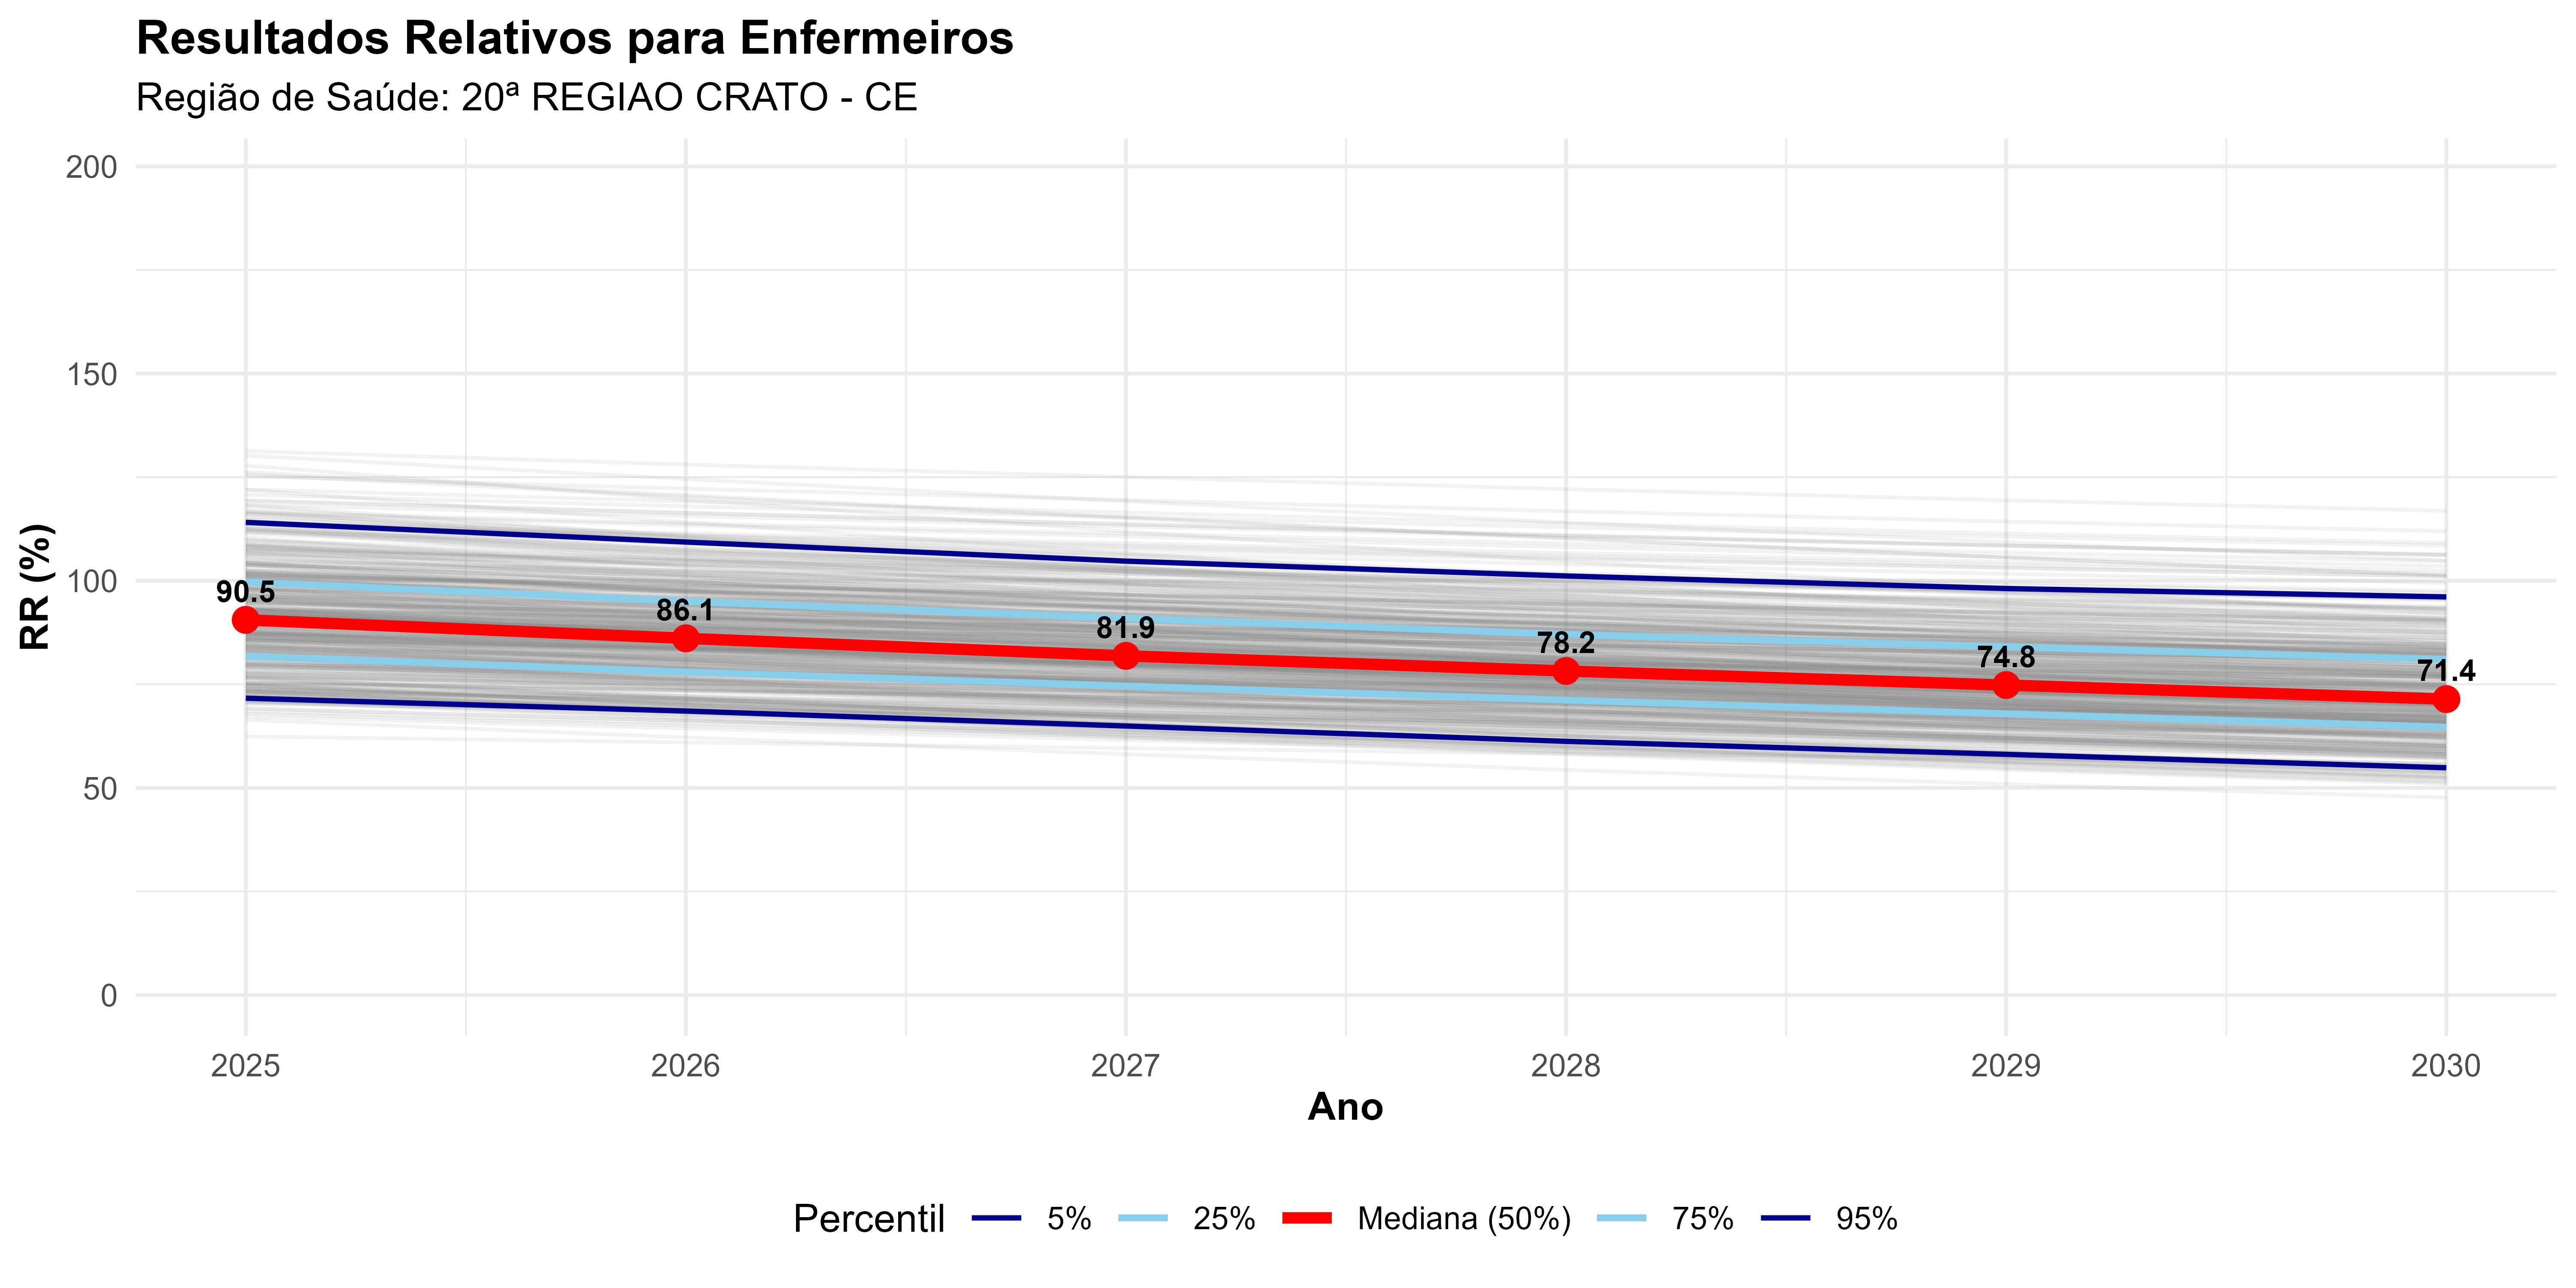 Resultados Relativos para Enfermeiros
Região de Saúde: 20ª REGIAO CRATO - CE
RR (%)
200
150
100
50
0
90.5
86.1
81.9
78.2
74.8
71.4
2025 2026 2027 2028 2029 2030
Ano
Percentil 5% 25% Mediana (50%) 75% 95%